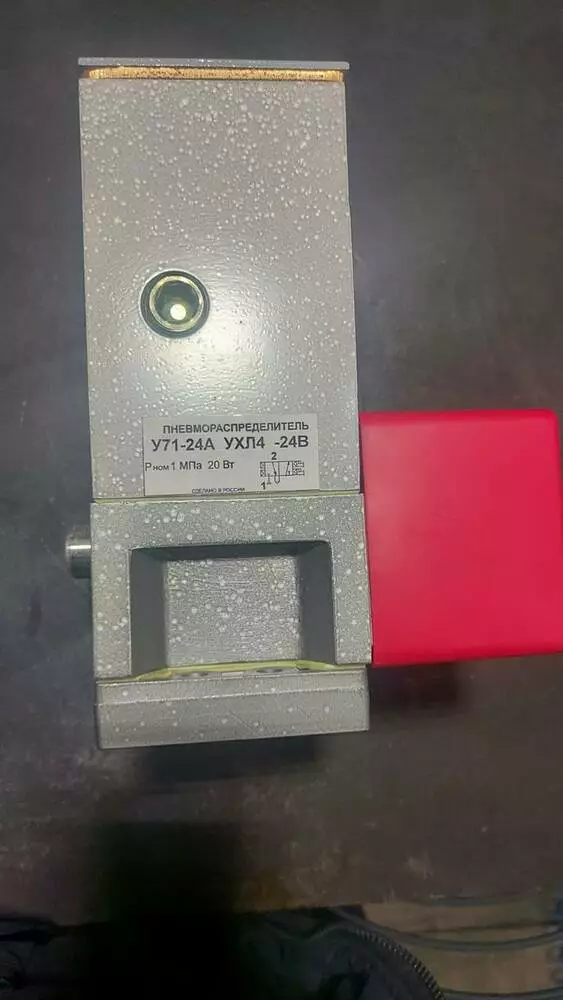 ПНЕВМОРАСПРЕДЕЛИТЕЛЬ
У71-24А УХЛ4 -24В
Рном 1 МПа 20 Вт
2
1
СДЕЛАНО В РОССИИ